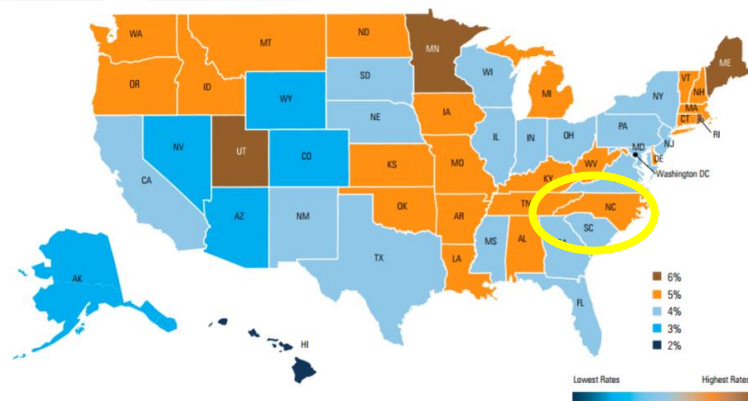 WA
MT
ND
MN
ME
OR
ID
SD
WI
VT
NH
WY
MI
NY
MA
CT
RI
IA
NE
PA
NV
UT
IL
IN
OH
NJ
CO
MD
DE
Washington DC
CA
KS
MO
WV
KY
AZ
NM
OK
AR
TN
NC
SC
MS
AL
TX
LA
AK
FL
HI
6%
5%
4%
3%
2%
Lowest Rates
Highest Rates